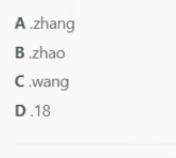 A .zhang
B .zhao
C .wang
D .18